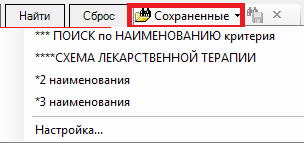 Найти Сброс Сохраненные
*** ПОИСК по НАИМЕНОВАНИЮ критерия
****СХЕМА ЛЕКАРСТВЕННОЙ ТЕРАПИИ
*2 наименования
*3 наименования
Настройка...